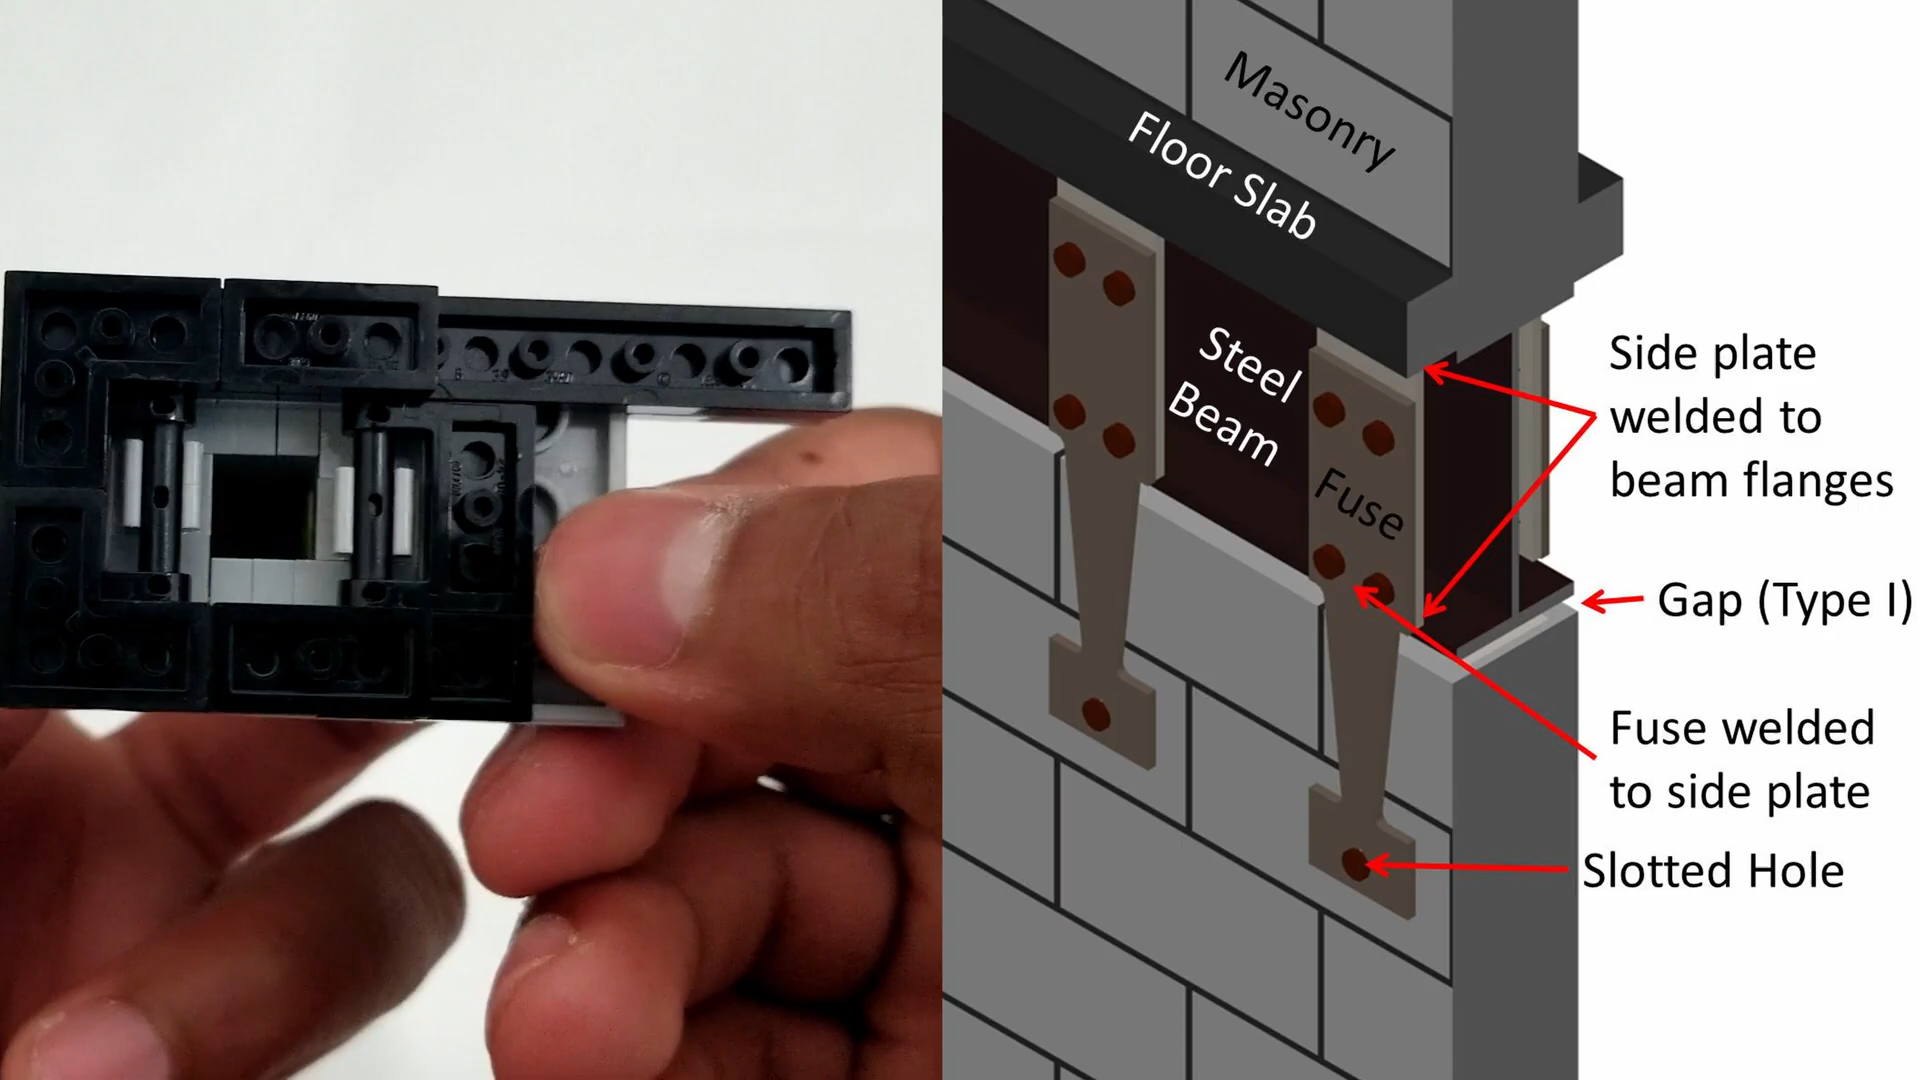 Masonry
Floor Slab
Steel
Beam
Fuse
Side plate
welded to
beam flanges
Gap (Type I)
Fuse welded
to side plate
Slotted Hole